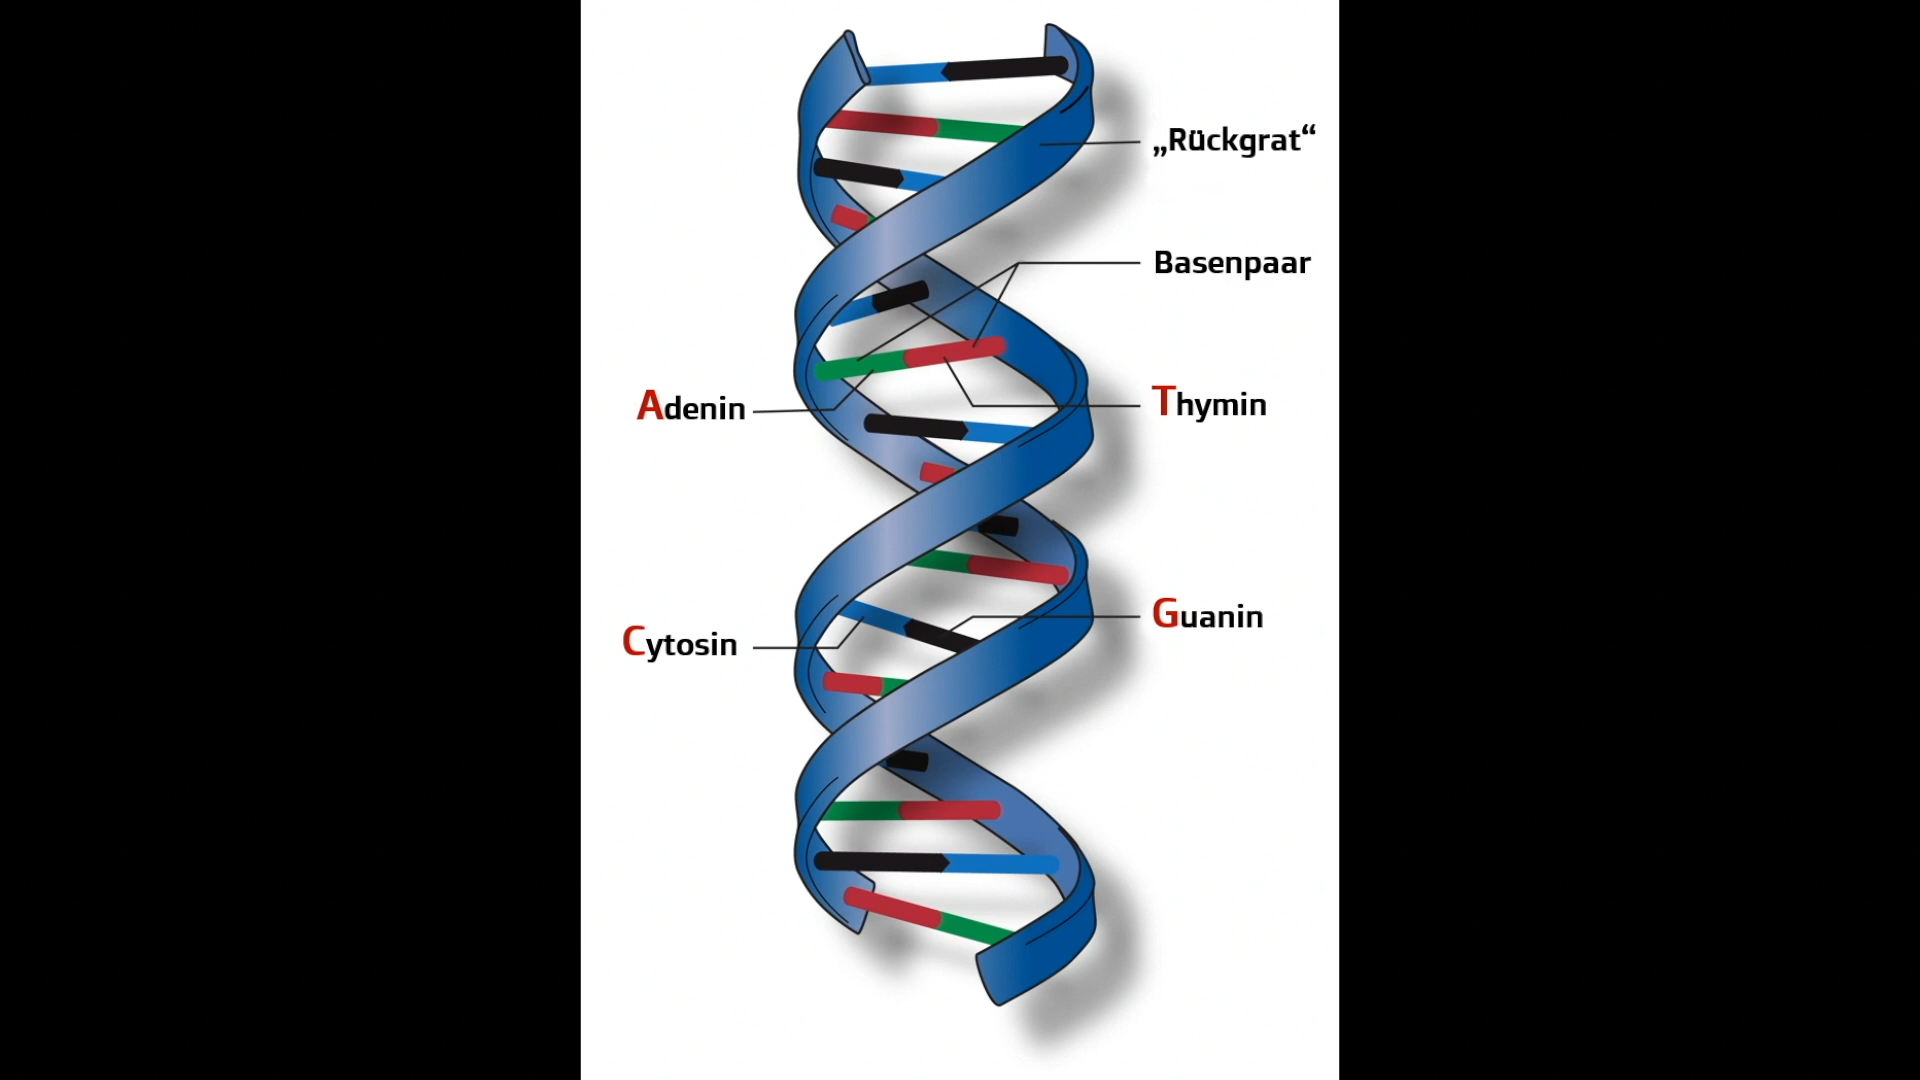 „Rückgrat“
Basenpaar
Adenin
Thymin
Guanin
Cytosin